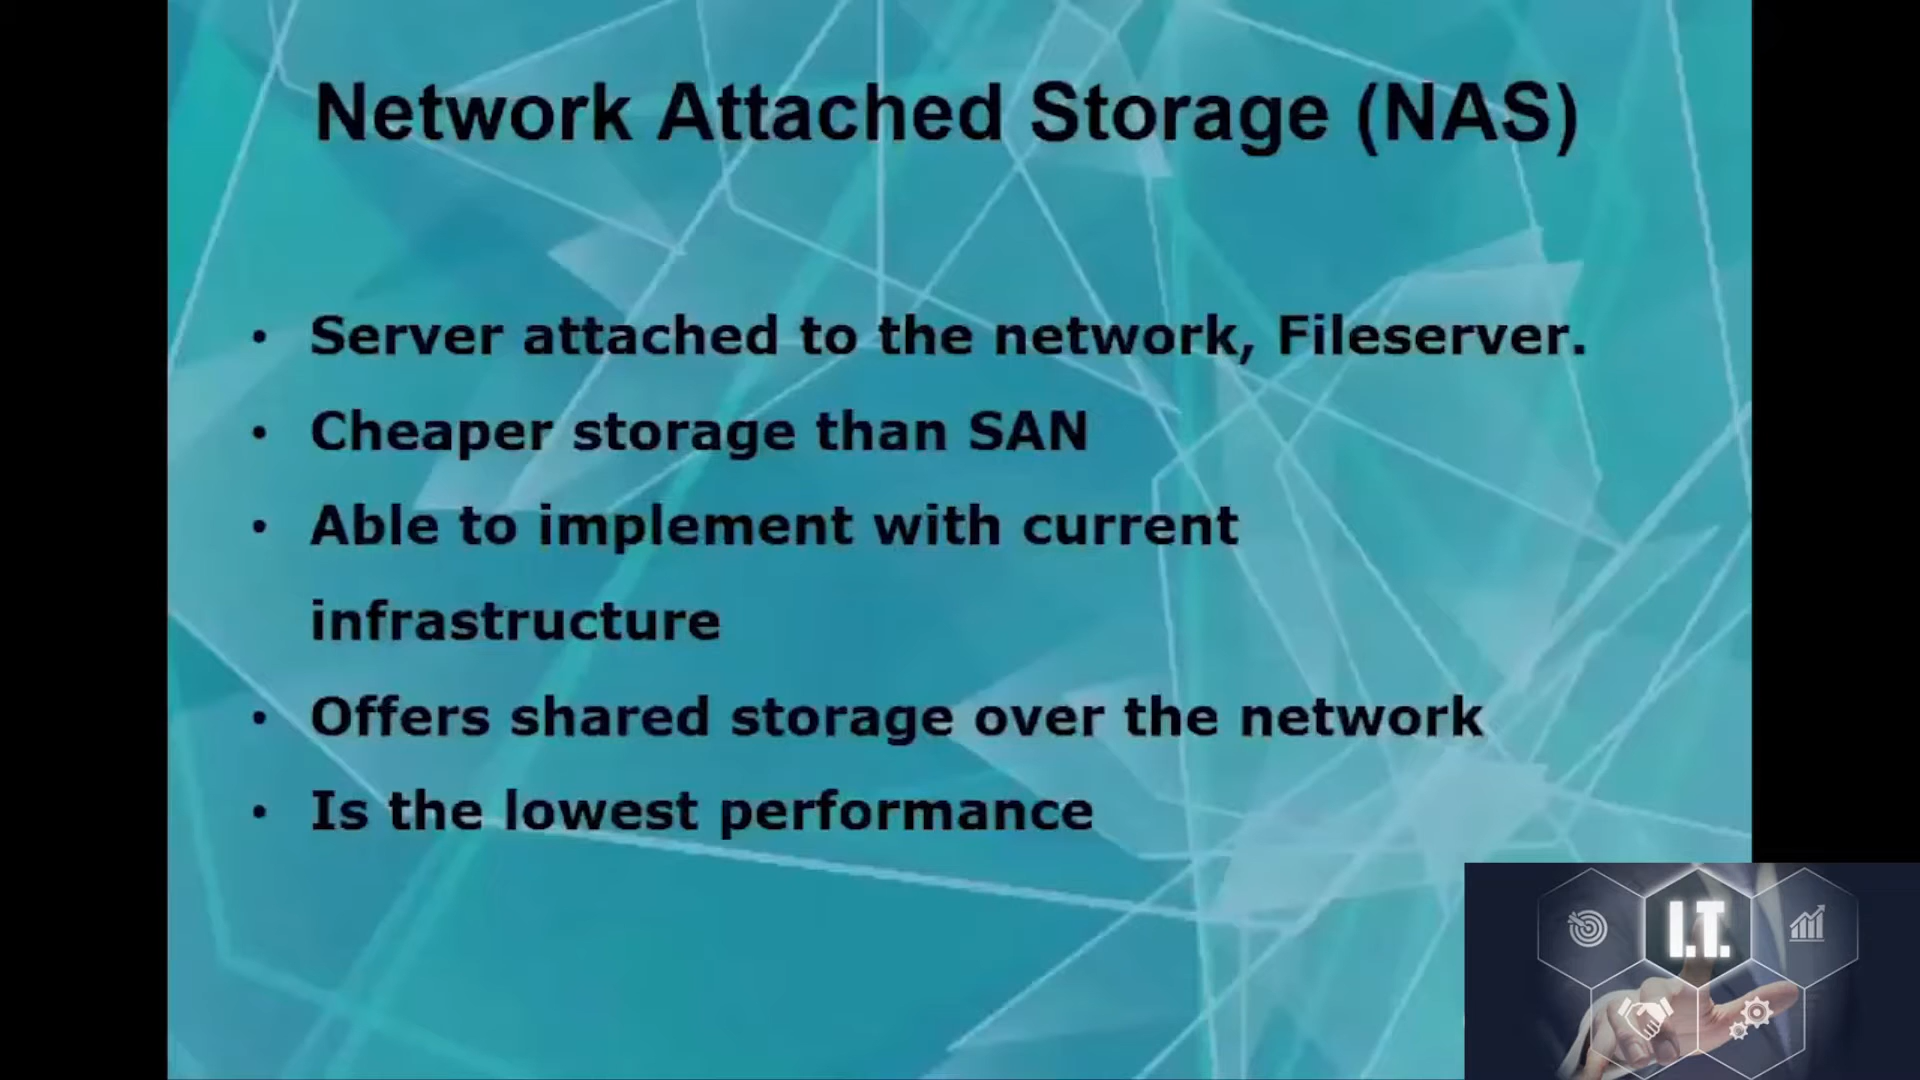 Network Attached Storage (NAS)
• Server attached to the network, Fileserver.
• Cheaper storage than SAN
• Able to implement with current
infrastructure
• Offers shared storage over the network
• Is the lowest performance
I.T.